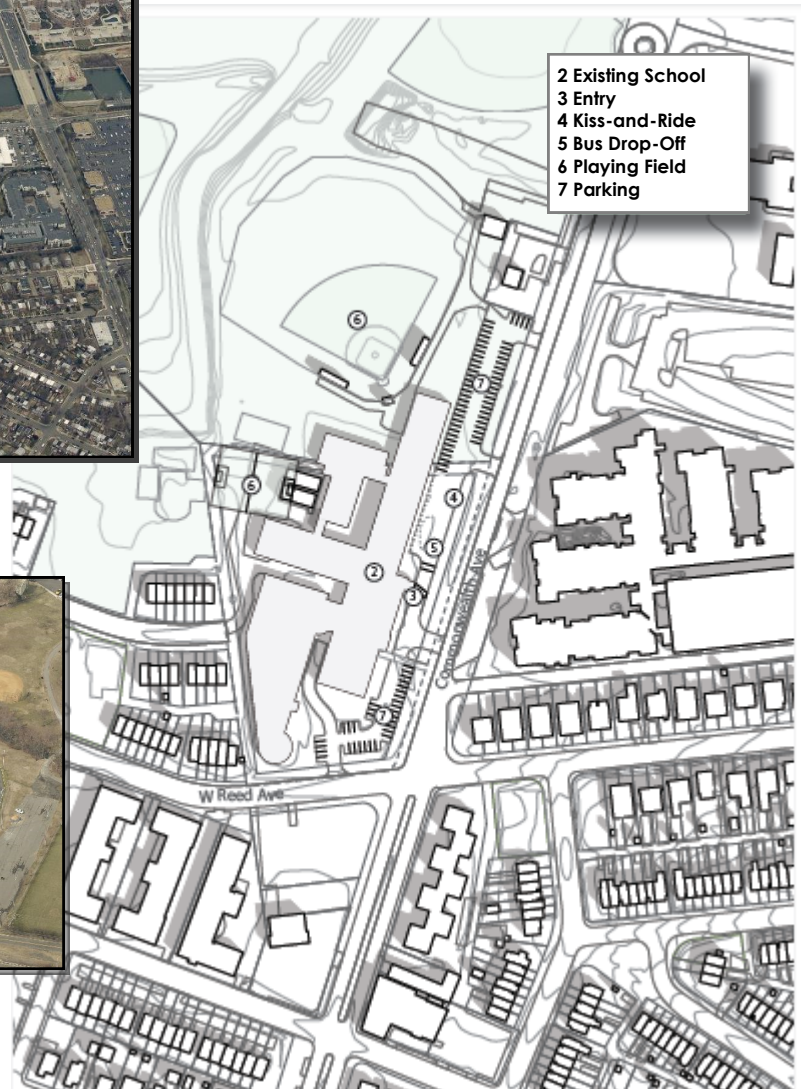 2 Existing School
3 Entry
4 Kiss-and-Ride
5 Bus Drop-Off
6 Playing Field
7 Parking
6
7
4
6
5
2
3
Commonwealth Ave
7
W Reed Ave